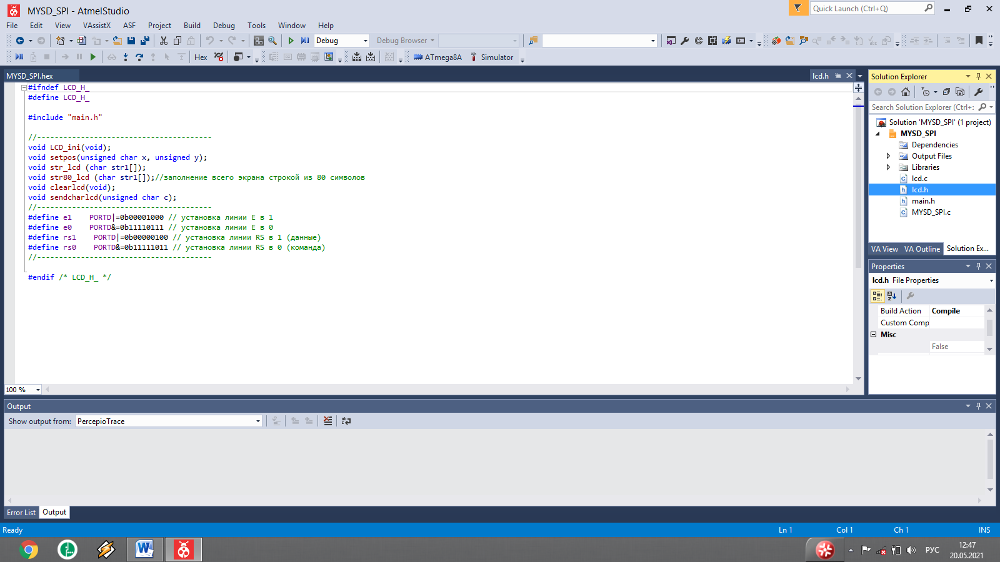 MYSD_SPI - AtmelStudio
Quick Launch (Ctrl+Q)
File Edit View VAssistX ASF Project Build Debug Tools Window Help
Debug Debug Browser
Hex ATmega8A Simulator
MYSD_SPI.hex
lcd.h
#ifndef LCD_H_
#define LCD_H_
#include "main.h"
//----------------------------------------
void LCD_ini(void);
void setpos(unsigned char x, unsigned y);
void str_lcd (char str1[]);
void str80_lcd (char str1[]);//заполнение всего экрана строкой из 80 символов
void clearlcd(void);
void sendcharlcd(unsigned char c);
//----------------------------------------
#define e1    PORTD|=0b00001000 // установка линии E в 1
#define e0    PORTD&=0b11110111 // установка линии E в 0
#define rs1    PORTD|=0b00000100 // установка линии RS в 1 (данные)
#define rs0    PORTD&=0b11111011 // установка линии RS в 0 (команда)
//----------------------------------------
#endif /* LCD_H_ */
100 %
Solution Explorer
Search Solution Explorer (Ctrl+;
Solution 'MYSD_SPI' (1 project)
MYSD_SPI
Dependencies
Output Files
Libraries
lcd.c
lcd.h
main.h
MYSD_SPI.c
VA View VA Outline Solution Ex...
Properties
lcd.h File Properties
Build Action Compile
Custom Comp
Misc
False
Output
Show output from: PercepioTrace
Error List Output
Ready Ln 1 Col 1 Ch 1 INS
РУС
12:47
20.05.2021